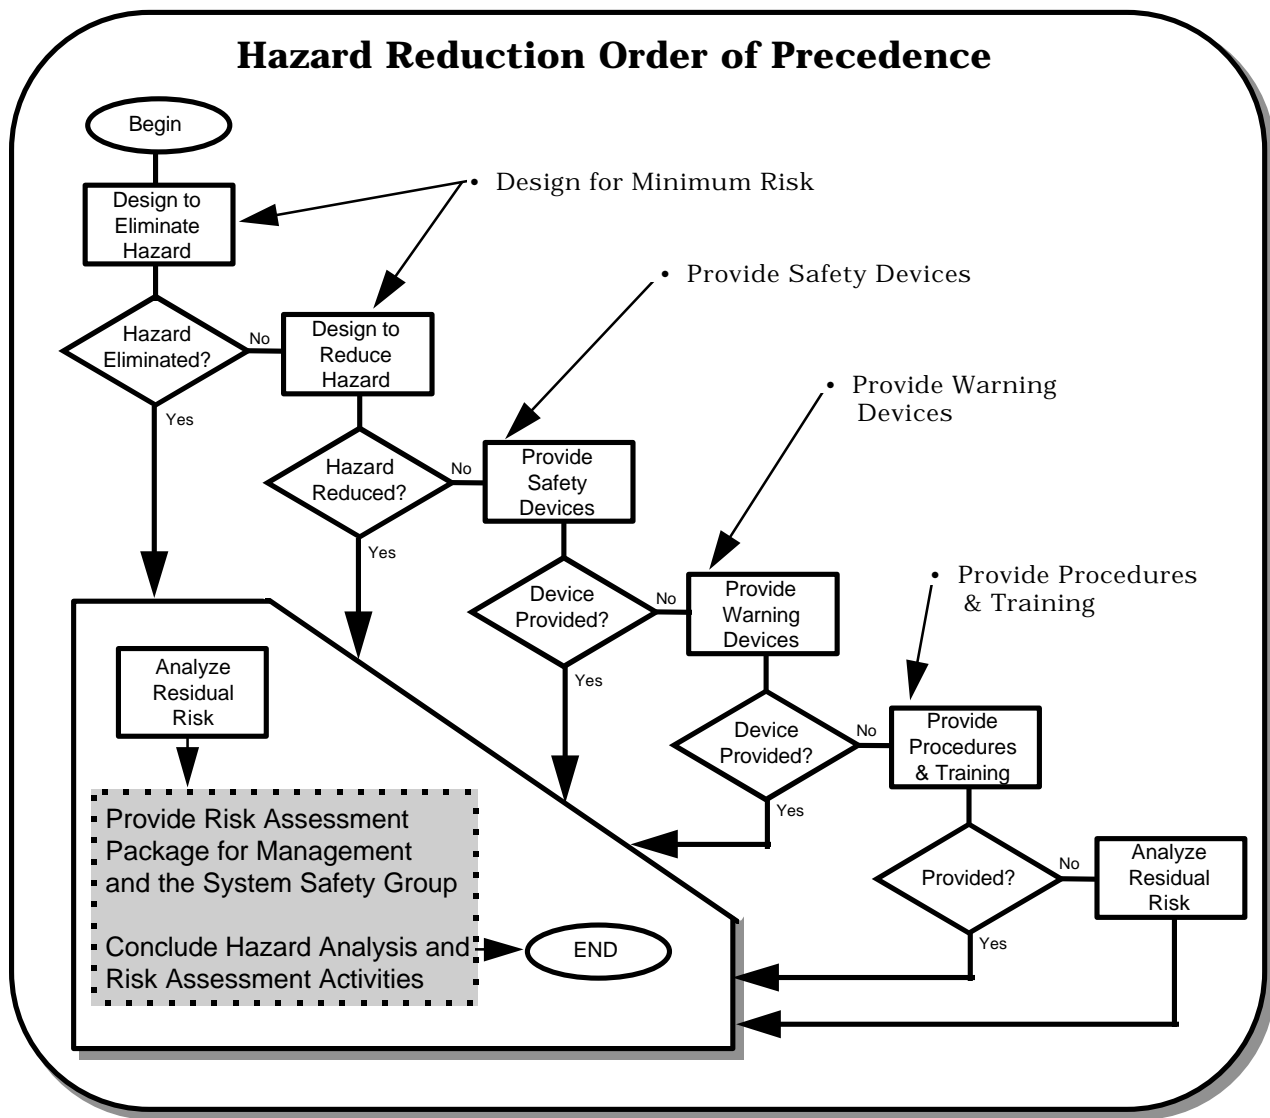 Hazard Reduction Order of Precedence
Begin
Design to
Eliminate
Hazard
• Design for Minimum Risk
• Provide Safety Devices
Hazard
Eliminated?
No
Yes
Design to
Reduce
Hazard
• Provide Warning
Devices
Hazard
Reduced?
No
Yes
Provide
Safety
Devices
• Provide Procedures
& Training
Device
Provided?
No
Yes
Provide
Warning
Devices
Device
Provided?
No
Yes
Provide
Procedures
& Training
Provided?
No
Yes
Analyze
Residual
Risk
Analyze
Residual
Risk
Provide Risk Assessment
Package for Management
and the System Safety Group
Conclude Hazard Analysis and
Risk Assessment Activities
END